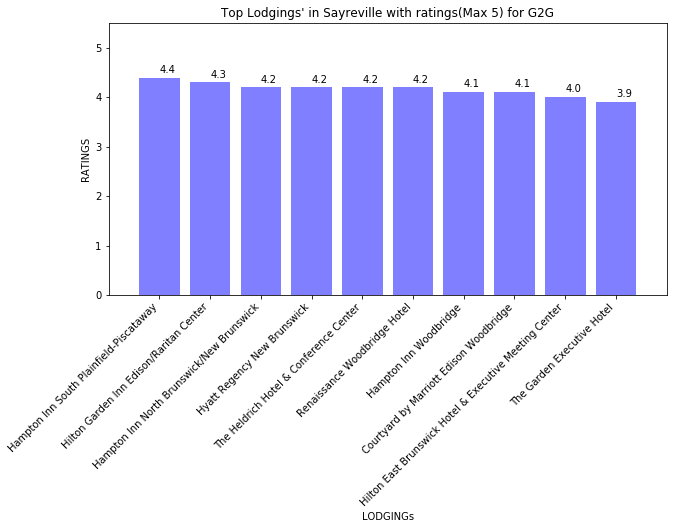 Top Lodgings' in Sayreville with ratings(Max 5) for G2G
RATINGS
5
4
3
2
1
0
4.4
4.3
4.2
4.2
4.2
4.2
4.1
4.1
4.0
3.9
Hampton Inn South Plainfield-Piscataway
Hilton Garden Inn Edison/Raritan Center
Hampton Inn North Brunswick/New Brunswick
Hyatt Regency New Brunswick
The Heldrich Hotel & Conference Center
Renaissance Woodbridge Hotel
Hampton Inn Woodbridge
Courtyard by Marriott Edison Woodbridge
Hilton East Brunswick Hotel & Executive Meeting Center
The Garden Executive Hotel
LODGINGs